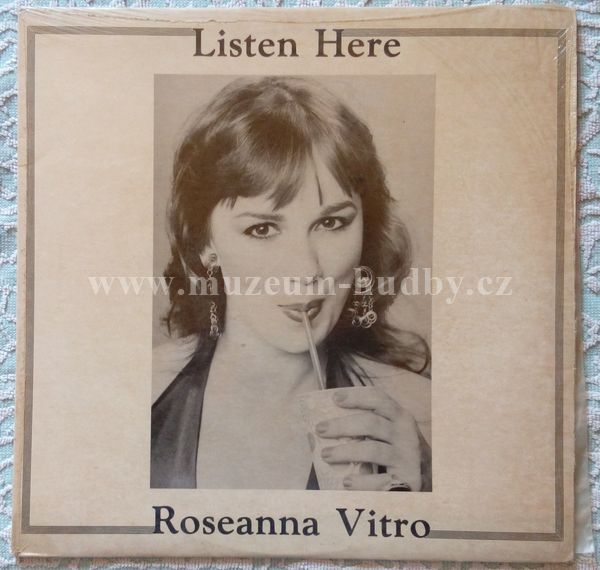 Listen Here
www.muzeum-hudby.cz
Roseanna Vitro